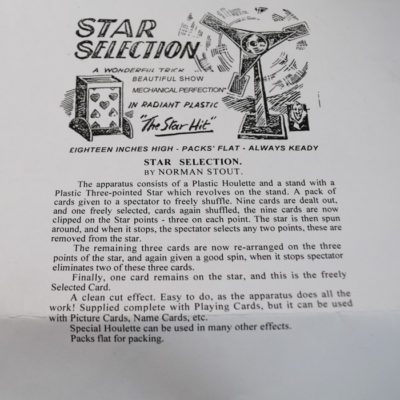 STAR
SELECTION
A WONDERFUL TRICK
BEAUTIFUL SHOW
MECHANICAL PERFECTION"
IN RADIANT PLASTIC
"The Star Hit"
EIGHTEEN INCHES HIGH - PACKS' FLAT - ALWAYS READY
STAR SELECTION.
BY NORMAN STOUT.
The apparatus consists of a Plastic Houlette and a stand with a
Plastic Three-pointed Star which revolves on the stand. A pack of
cards given to a spectator to freely shuffle. Nine cards are dealt out,
and one freely selected, cards again shuffled, the nine cards are now
clipped on the Star points - three on each point. The star is then spun
around, and when it stops, the spectator selects any two points, these are
removed from the star.
The remaining three cards are now re-arranged on the three
points of the star, and again given a good spin, when it stops spectator
eliminates two of these three cards.
Finally, one card remains on the star, and this is the freely
Selected Card.
A clean cut effect. Easy to do, as the apparatus does all the
work! Supplied complete with Playing Cards, but it can be used
with Picture Cards, Name Cards, etc.
Special Houlette can be used in many other effects.
Packs flat for packing.